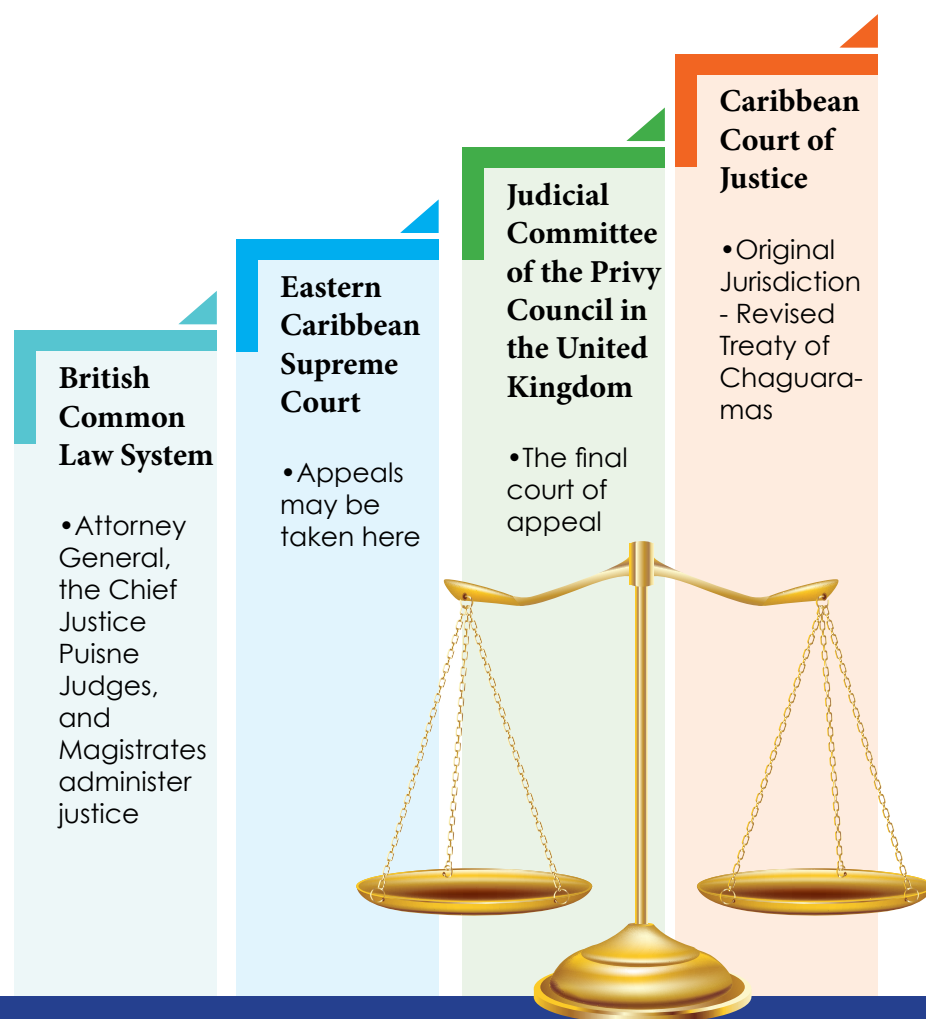 British
Common
Law System
•Attorney
General,
the Chief
Justice
Puisne
Judges,
and
Magistrates
administer
justice
Eastern
Caribbean
Supreme
Court
•Appeals
may be
taken here
Judicial
Committee
of the Privy
Council in
the United
Kingdom
•The final
court of
appeal
Caribbean
Court of
Justice
•Original
Jurisdiction
- Revised
Treaty of
Chaguara-
mas